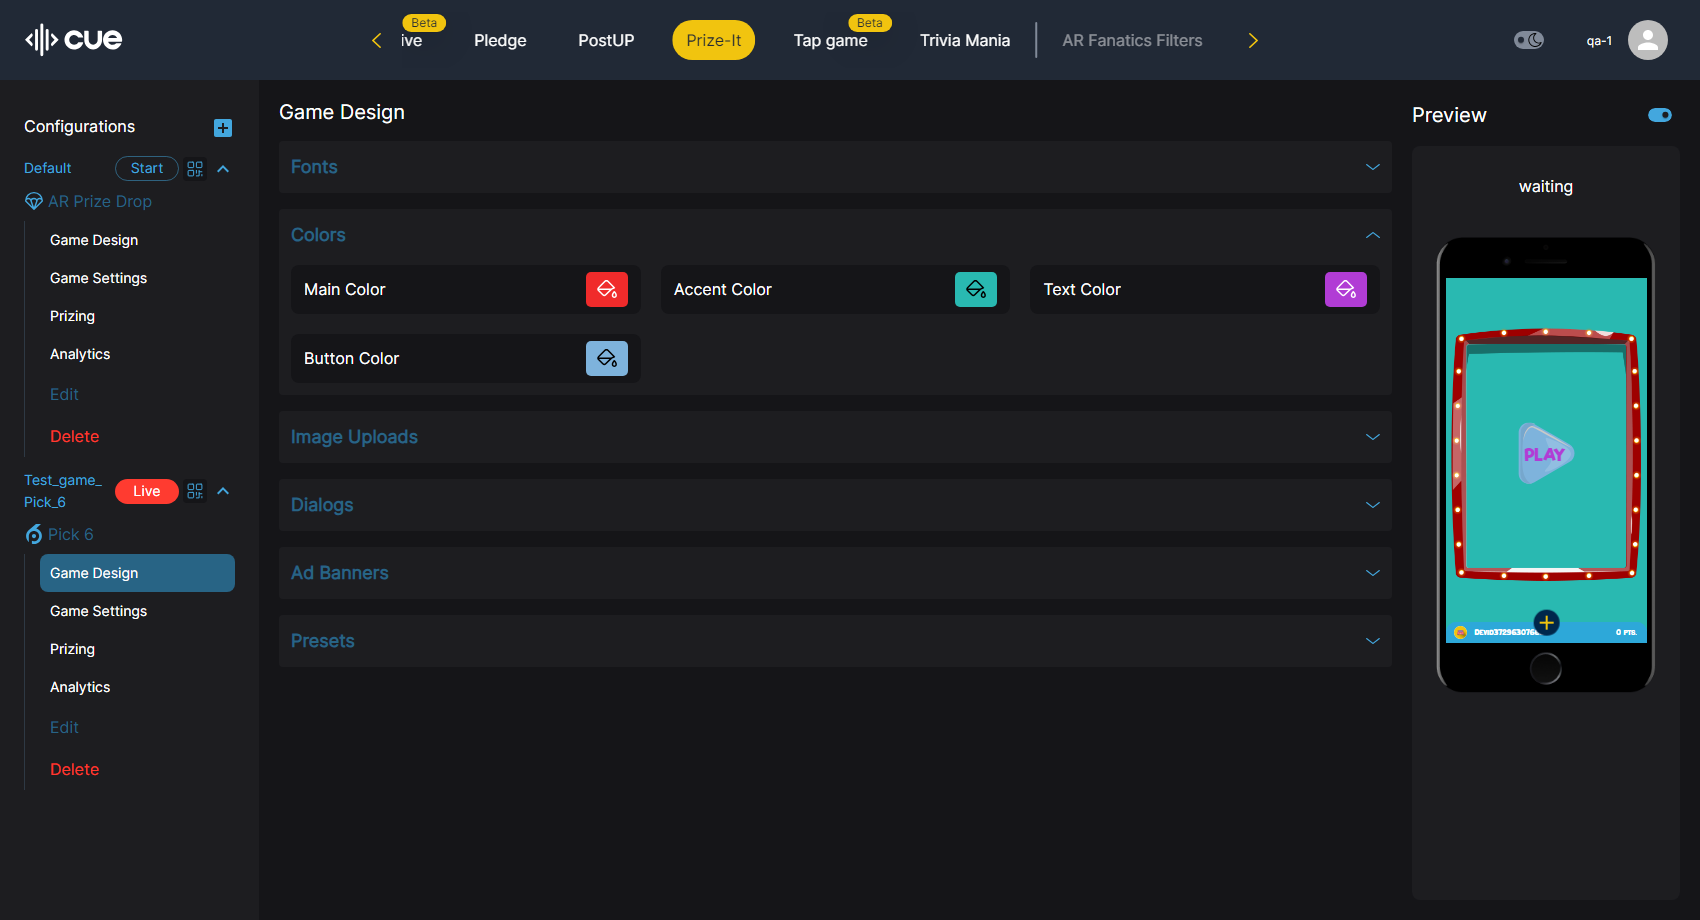 cue
Beta
ive
Pledge
PostUP
Prize-It
Beta
Tap game
Trivia Mania
AR Fanatics Filters
qa-1
Configurations
Default
Start
AR Prize Drop
Game Design
Game Settings
Prizing
Analytics
Edit
Delete
Test_game_
Pick_6
Live
Pick 6
Game Design
Game Settings
Prizing
Analytics
Edit
Delete
Game Design
Fonts
Colors
Main Color
Accent Color
Text Color
Button Color
Image Uploads
Dialogs
Ad Banners
Presets
Preview
waiting
PLAY
0 PTS.